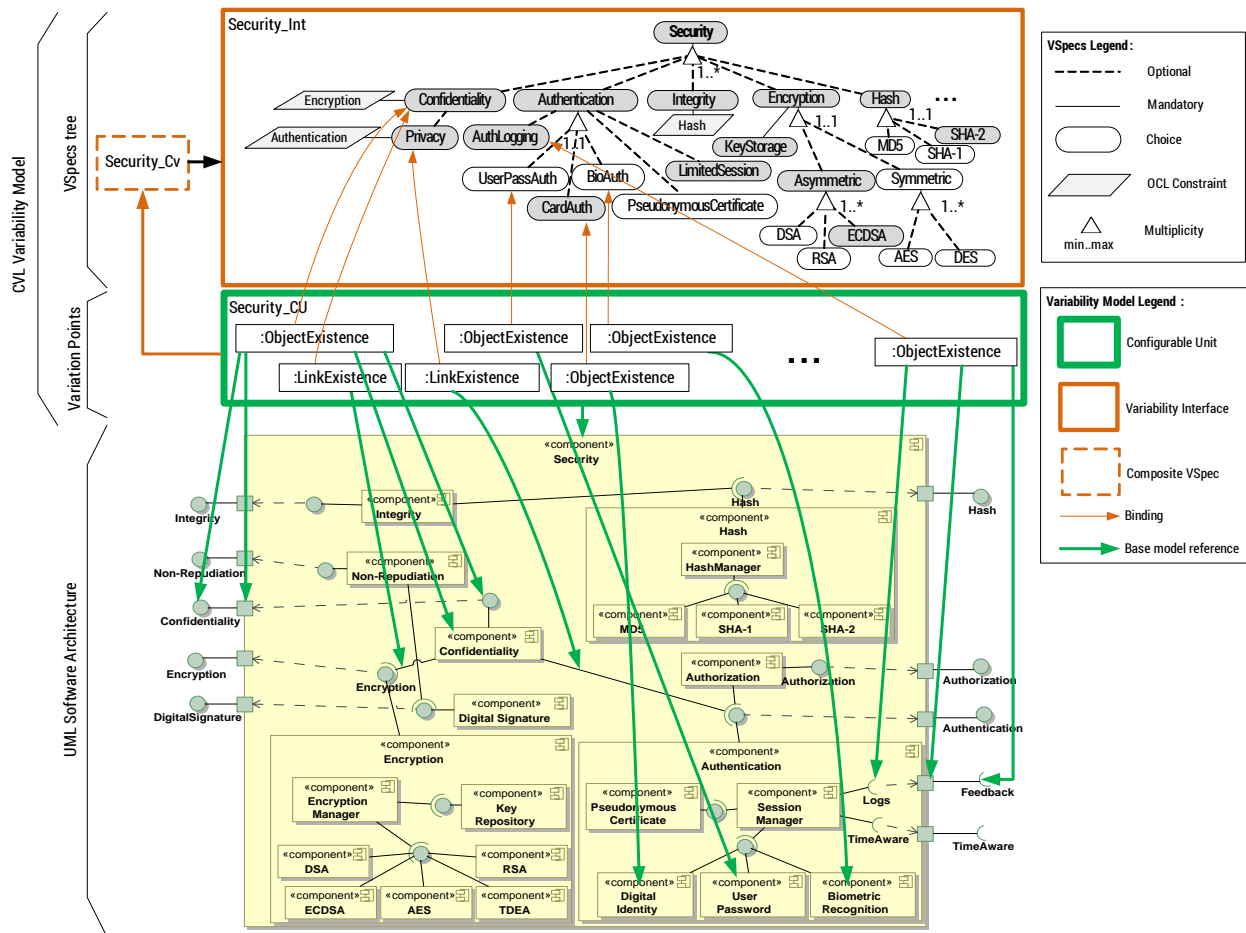 CVL Variability Model
VSpecs tree
Variation Points
UML Software Architecture
Security_Int
Security
1..*
Encryption
Confidentiality
Authentication
Integrity
Encryption
Hash
...
Authentication
Privacy
AuthLogging
1..1
Hash
KeyStorage
1..1
1..1
MD5
SHA-1
SHA-2
Security_Cv
UserPassAuth
BioAuth
LimitedSession
CardAuth
PseudonymousCertificate
Asymmetric
Symmetric
1..*
1..*
DSA
RSA
ECDSA
AES
DES
VSpecs Legend :
Optional
Mandatory
Choice
OCL Constraint
min..max
Multiplicity
Security_CU
:ObjectExistence
:ObjectExistence
:ObjectExistence
...
:ObjectExistence
:LinkExistence
:LinkExistence
:ObjectExistence
Variability Model Legend :
Configurable Unit
Variability Interface
Composite VSpec
Binding
Base model reference
«component»
Security
Integrity
«component»
Integrity
Hash
Hash
«component»
Hash
Non-Repudiation
«component»
Non-Repudiation
«component»
HashManager
Confidentiality
«component»
MD5
«component»
SHA-1
«component»
SHA-2
«component»
Confidentiality
Encryption
Encryption
«component»
Authorization
Authorization
Authorization
DigitalSignature
«component»
Digital Signature
Authentication
«component»
Encryption
«component»
Authentication
«component»
Encryption
Manager
«component»
Key
Repository
«component»
Pseudonymous
Certificate
«component»
Session
Manager
Logs
Feedback
TimeAware
TimeAware
«component»
DSA
«component»
RSA
«component»
ECDSA
«component»
AES
«component»
TDEA
«component»
Digital
Identity
«component»
User
Password
«component»
Biometric
Recognition